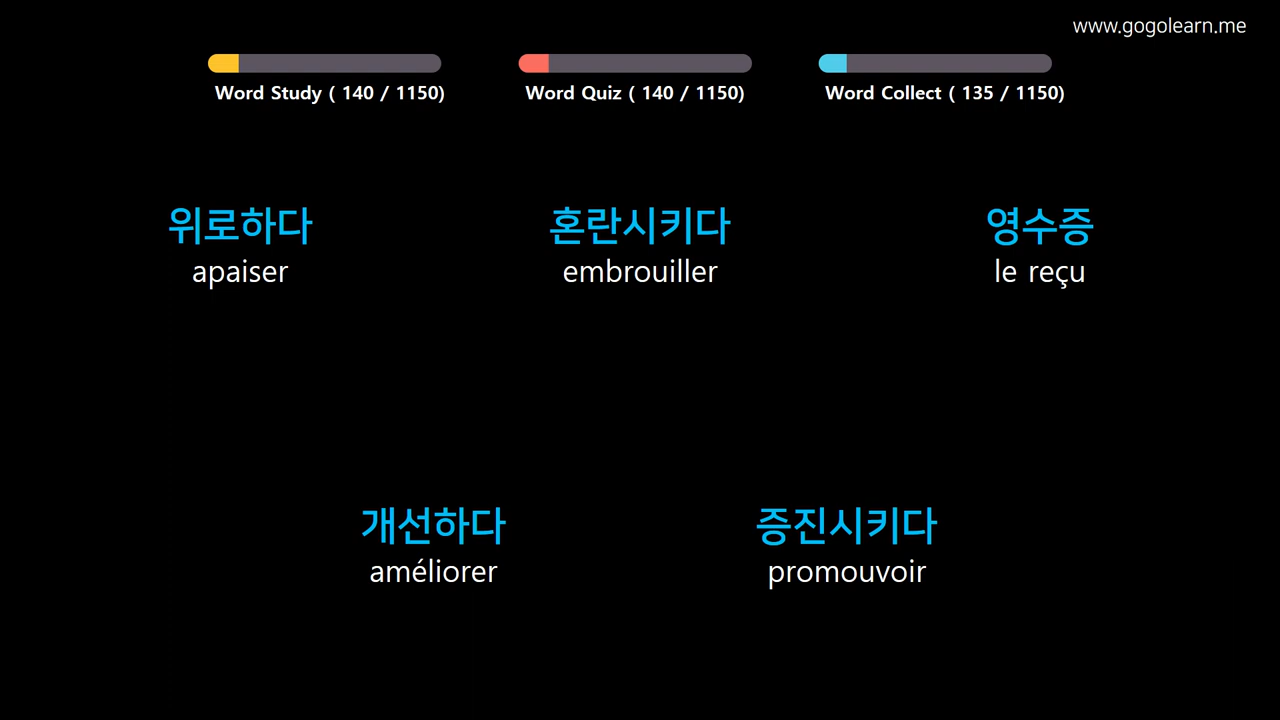 www.gogolearn.me
Word Study ( 140 / 1150)
Word Quiz ( 140 / 1150)
Word Collect ( 135 / 1150)
위로하다
apaiser
혼란시키다
embrouiller
영수증
le reçu
개선하다
améliorer
증진시키다
promouvoir